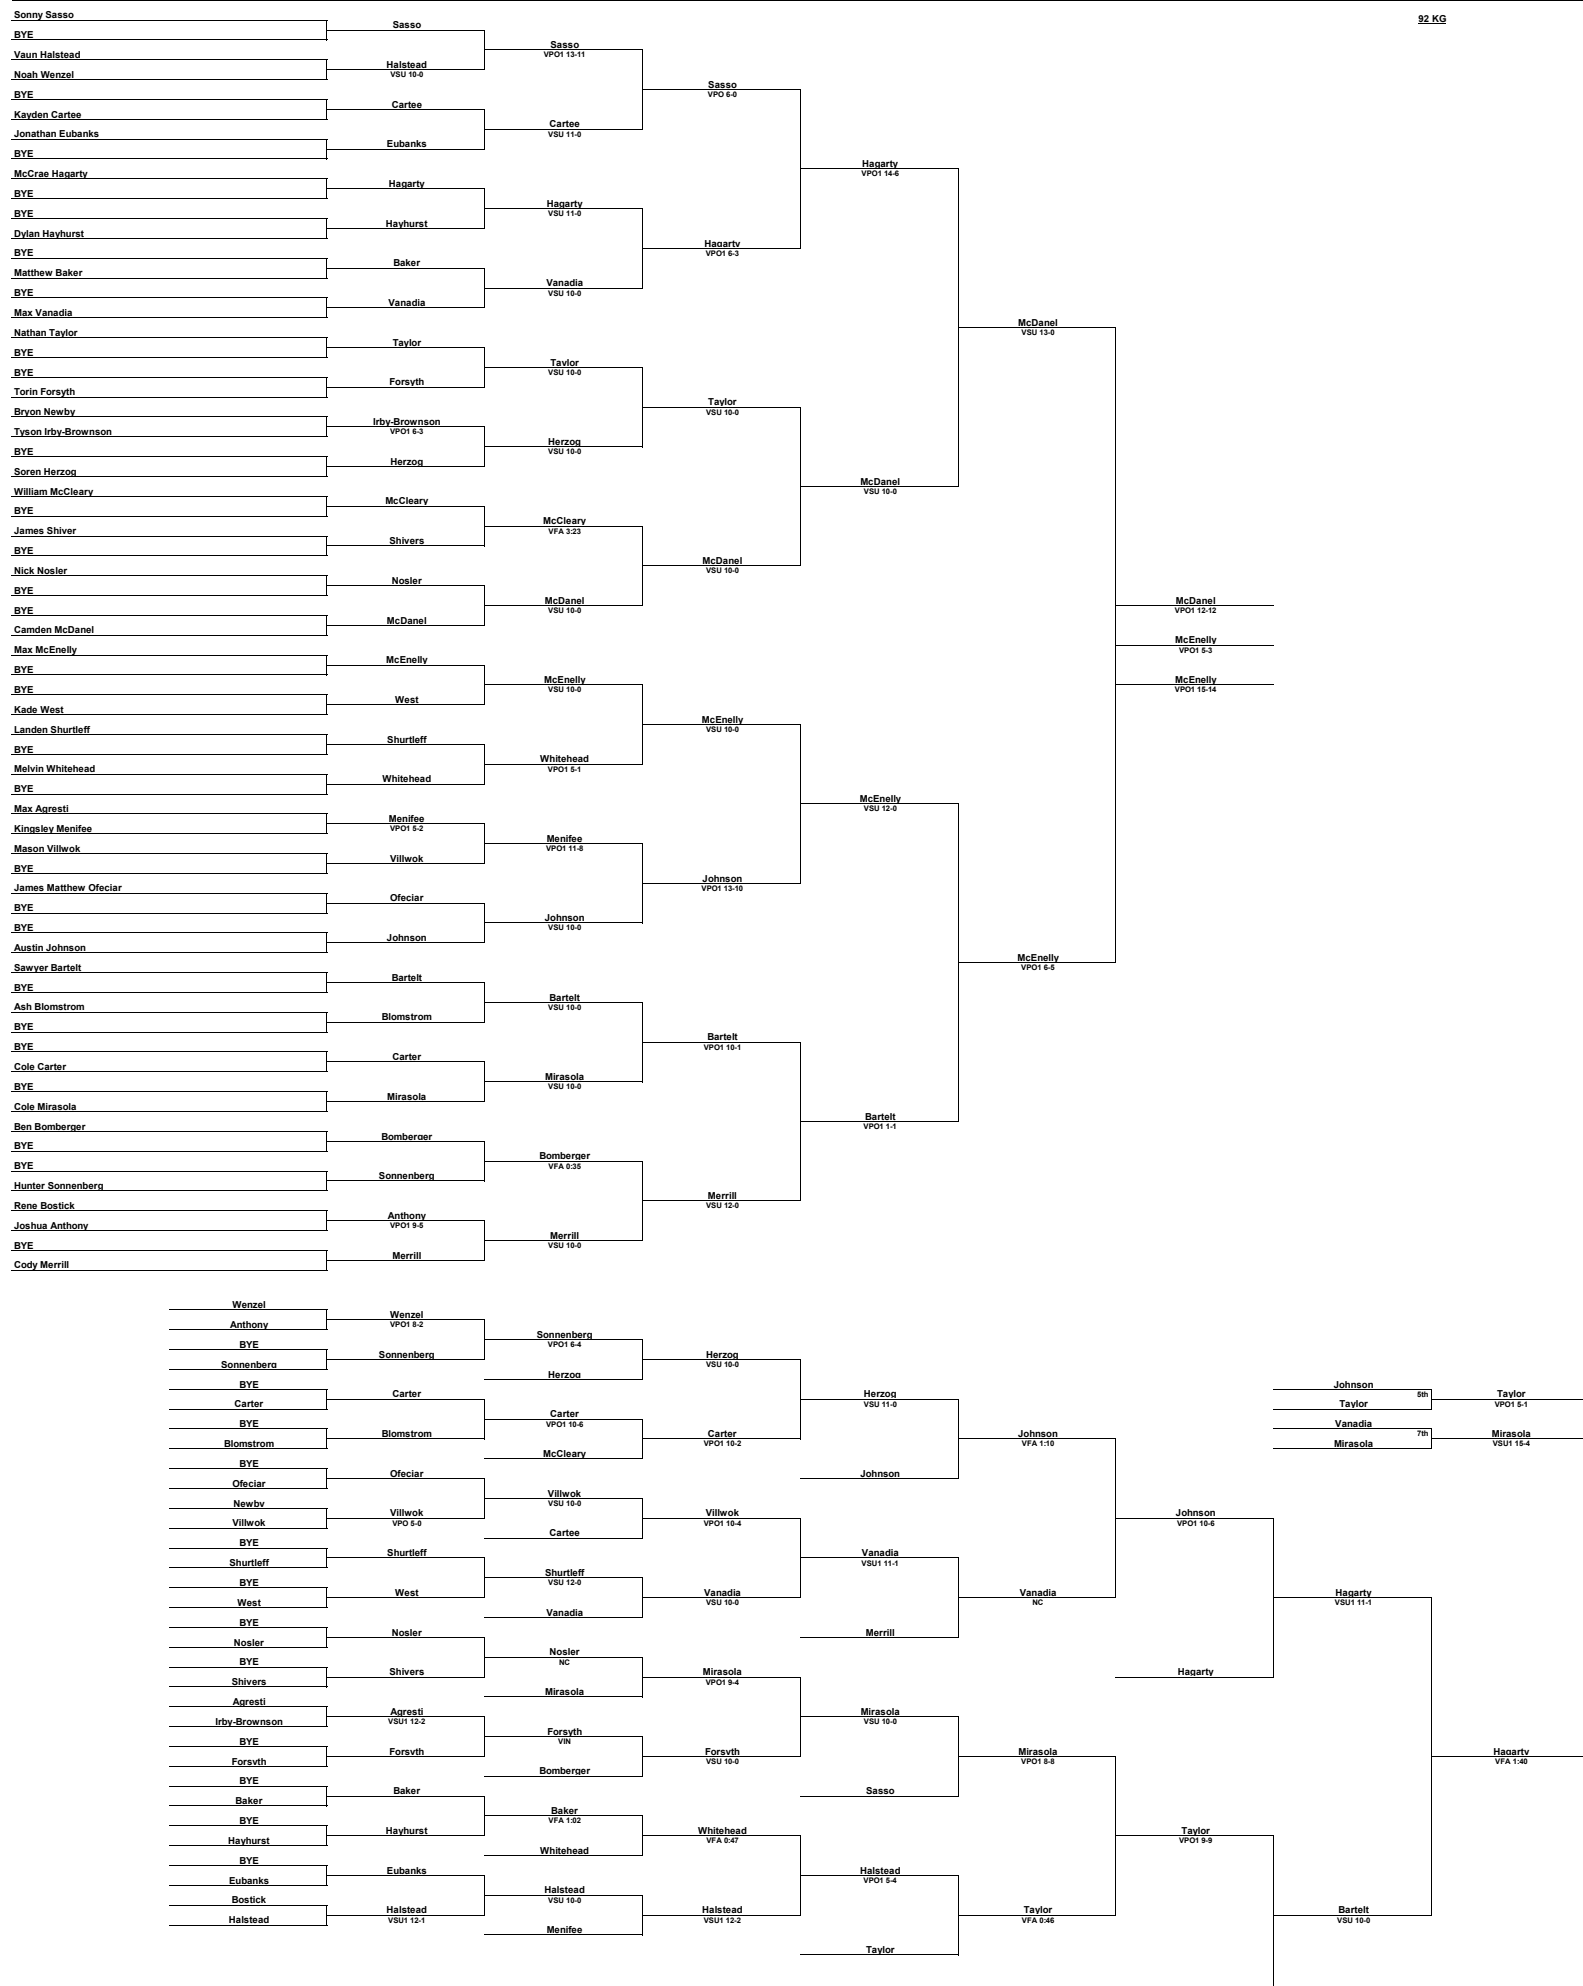 92 KG
Sonny Sasso
BYE
Vaun Halstead
Noah Wenzel
BYE
Kayden Cartee
Jonathan Eubanks
BYE
McCrae Hagarty
BYE
BYE
Dylan Hayhurst
BYE
Matthew Baker
BYE
Max Vanadia
Nathan Taylor
BYE
BYE
Torin Forsyth
Bryon Newby
Tyson Irby-Brownson
BYE
Soren Herzog
William McCleary
BYE
James Shiver
BYE
Nick Nosler
BYE
BYE
Camden McDanel
Max McEnelly
BYE
BYE
Kade West
Landen Shurtleff
BYE
Melvin Whitehead
BYE
Max Agresti
Kingsley Menifee
Mason Villwok
BYE
James Matthew Ofeciar
BYE
BYE
Austin Johnson
Sawyer Bartelt
BYE
Ash Blomstrom
BYE
BYE
Cole Carter
BYE
Cole Mirasola
Ben Bomberger
BYE
BYE
Hunter Sonnenberg
Rene Bostick
Joshua Anthony
BYE
Cody Merrill
Sasso
Halstead
VSU 10-0
Cartee
Eubanks
Hagarty
Hayhurst
Baker
Vanadia
Taylor
Forsyth
Irby-Brownson
VPO1 6-3
Herzog
McCleary
Shivers
Nosler
McDanel
McEnelly
West
Shurtleff
Whitehead
Menifee
VPO1 5-2
Villwok
Ofeciar
Johnson
Bartelt
Blomstrom
Carter
Mirasola
Bomberger
Sonnenberg
Anthony
VPO1 9-5
Merrill
Sasso
VPO1 13-11
Cartee
VSU 11-0
Hagarty
VSU 11-0
Vanadia
VSU 10-0
Taylor
VSU 10-0
Herzog
VSU 10-0
McCleary
VFA 3:23
McDanel
VSU 10-0
McEnelly
VSU 10-0
Whitehead
VPO1 5-1
Menifee
VPO1 11-8
Johnson
VSU 10-0
Bartelt
VSU 10-0
Mirasola
VSU 10-0
Bomberger
VFA 0:35
Merrill
VSU 10-0
Sasso
VPO 6-0
Hagarty
VPO1 6-3
Taylor
VSU 10-0
McDanel
VSU 10-0
McEnelly
VSU 10-0
Johnson
VPO1 13-10
Bartelt
VPO1 10-1
Merrill
VSU 12-0
Hagarty
VPO1 14-6
McDanel
VSU 10-0
McEnelly
VSU 12-0
Bartelt
VPO1 1-1
McDanel
VSU 13-0
McEnelly
VPO1 6-5
McDanel
VPO1 12-12
McEnelly
VPO1 5-3
McEnelly
VPO1 15-14
Wenzel
Anthony
BYE
Sonnenberg
BYE
Carter
BYE
Blomstrom
BYE
Ofeciar
Newby
Villwok
BYE
Shurtleff
BYE
West
BYE
Nosler
BYE
Shivers
Agresti
Irby-Brownson
BYE
Forsyth
BYE
Baker
BYE
Hayhurst
BYE
Eubanks
Bostick
Halstead
Wenzel
VPO1 8-2
Sonnenberg
Carter
Blomstrom
Ofeciar
Villwok
VPO 5-0
Shurtleff
West
Nosler
Shivers
Agresti
VSU1 12-2
Forsyth
Baker
Hayhurst
Eubanks
Halstead
VSU1 12-1
Sonnenberg
VPO1 6-4
Herzog
Carter
VPO1 10-6
McCleary
Villwok
VSU 10-0
Cartee
Shurtleff
VSU 12-0
Vanadia
Nosler
NC
Mirasola
Forsyth
VIN
Bomberger
Baker
VFA 1:02
Whitehead
Halstead
VSU 10-0
Menifee
Herzog
VSU 10-0
Carter
VPO1 10-2
Villwok
VPO1 10-4
Vanadia
VSU 10-0
Mirasola
VPO1 9-4
Forsyth
VSU 10-0
Whitehead
VFA 0:47
Halstead
VSU1 12-2
Herzog
VSU 11-0
Johnson
Vanadia
VSU1 11-1
Merrill
Mirasola
VSU 10-0
Sasso
Halstead
VPO1 5-4
Taylor
Johnson
VFA 1:10
Vanadia
NC
Mirasola
VPO1 8-8
Taylor
VFA 0:46
Johnson
VPO1 10-6
Hagarty
Taylor
VPO1 9-9
Hagarty
VSU1 11-1
Bartelt
VSU 10-0
Hagarty
VFA 1:40
Johnson
5th
Taylor
Taylor
VPO1 5-1
Vanadia
7th
Mirasola
Mirasola
VSU1 15-4